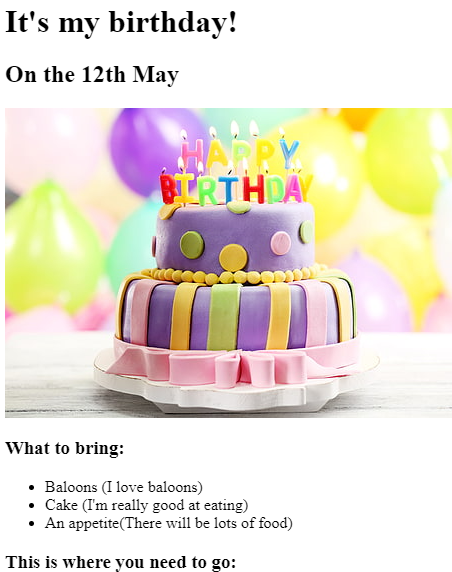 It's my birthday!
On the 12th May
HAPPY
BIRTHDAY
What to bring:
Baloons (I love baloons)
Cake (I'm really good at eating)
An appetite(There will be lots of food)
This is where you need to go: